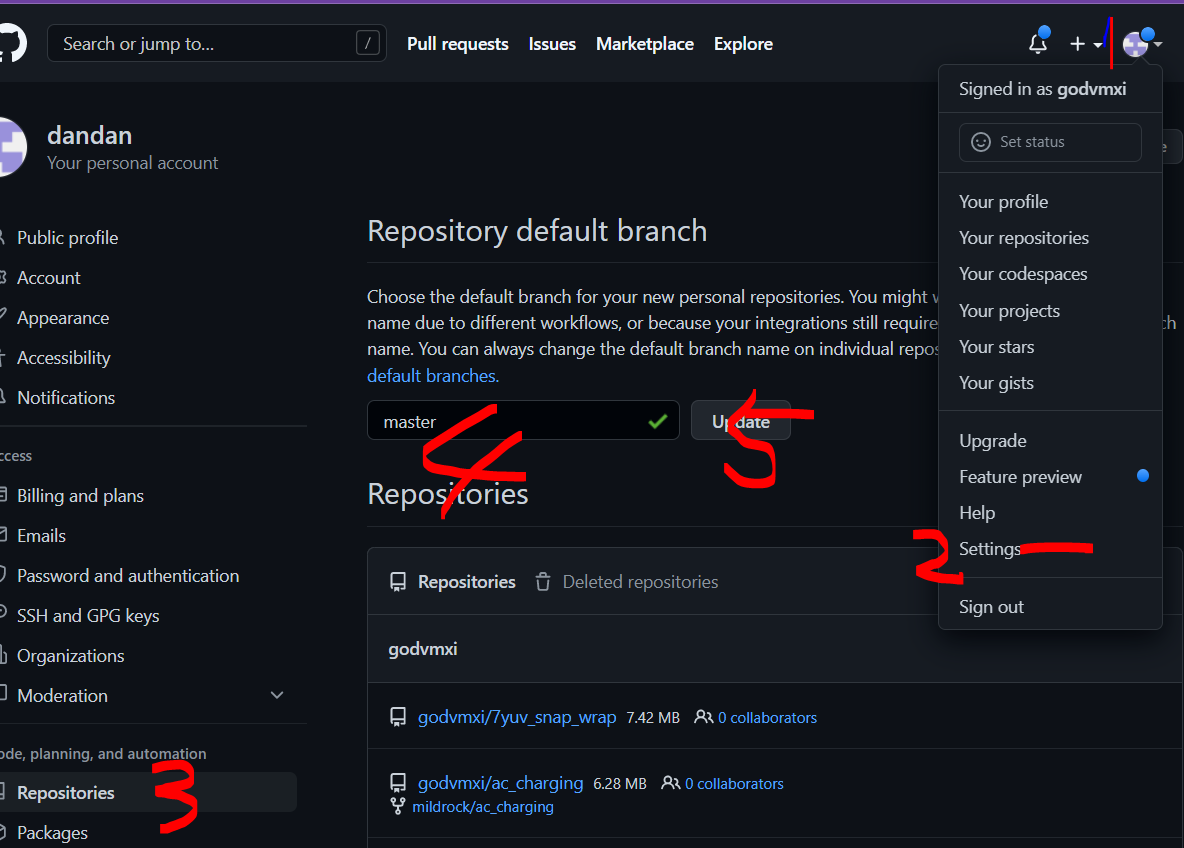 Search or jump to... /
Pull requests Issues Marketplace Explore
1
Signed in as godvmxi
Set status
Your profile
Your repositories
Your codespaces
Your projects
Your stars
Your gists
Upgrade
Feature preview
Help
2 Settings
Sign out
dandan
Your personal account
Public profile
Account
Appearance
Accessibility
Notifications
ccess
Billing and plans
Emails
Password and authentication
SSH and GPG keys
Organizations
Moderation
ode, planning, and automation
Repositories 3
Packages
Repository default branch
Choose the default branch for your new personal repositories. You might w
name due to different workflows, or because your integrations still require ch
name. You can always change the default branch name on individual repos
default branches.
master 4 Update 5
Repositories
Repositories Deleted repositories
godvmxi
godvmxi/7yuv_snap_wrap 7.42 MB 0 collaborators
godvmxi/ac_charging 6.28 MB 0 collaborators
mildrock/ac_charging